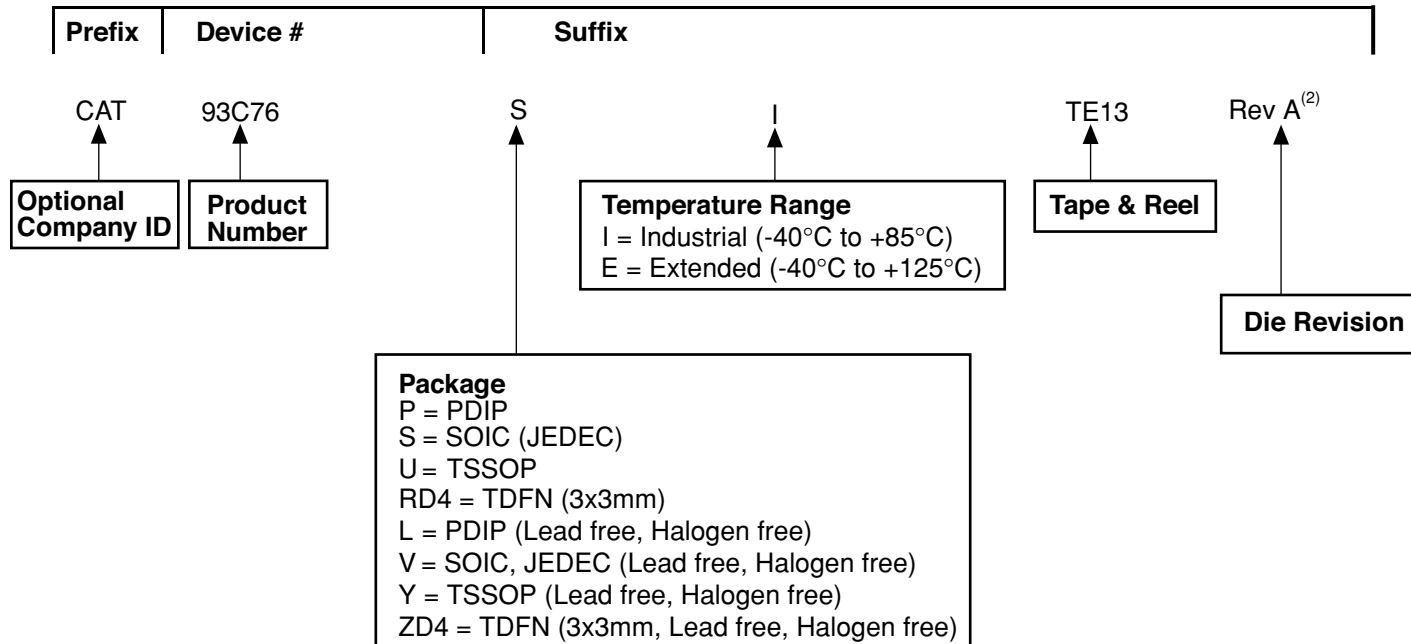 Prefix Device # Suffix
CAT 93C76 S I TE13 Rev A(2)
Optional
Company ID
Product
Number
Temperature Range
I = Industrial (-40°C to +85°C)
E = Extended (-40°C to +125°C)
Tape & Reel
Die Revision
Package
P = PDIP
S = SOIC (JEDEC)
U = TSSOP
RD4 = TDFN (3x3mm)
L = PDIP (Lead free, Halogen free)
V = SOIC, JEDEC (Lead free, Halogen free)
Y = TSSOP (Lead free, Halogen free)
ZD4 = TDFN (3x3mm, Lead free, Halogen free)